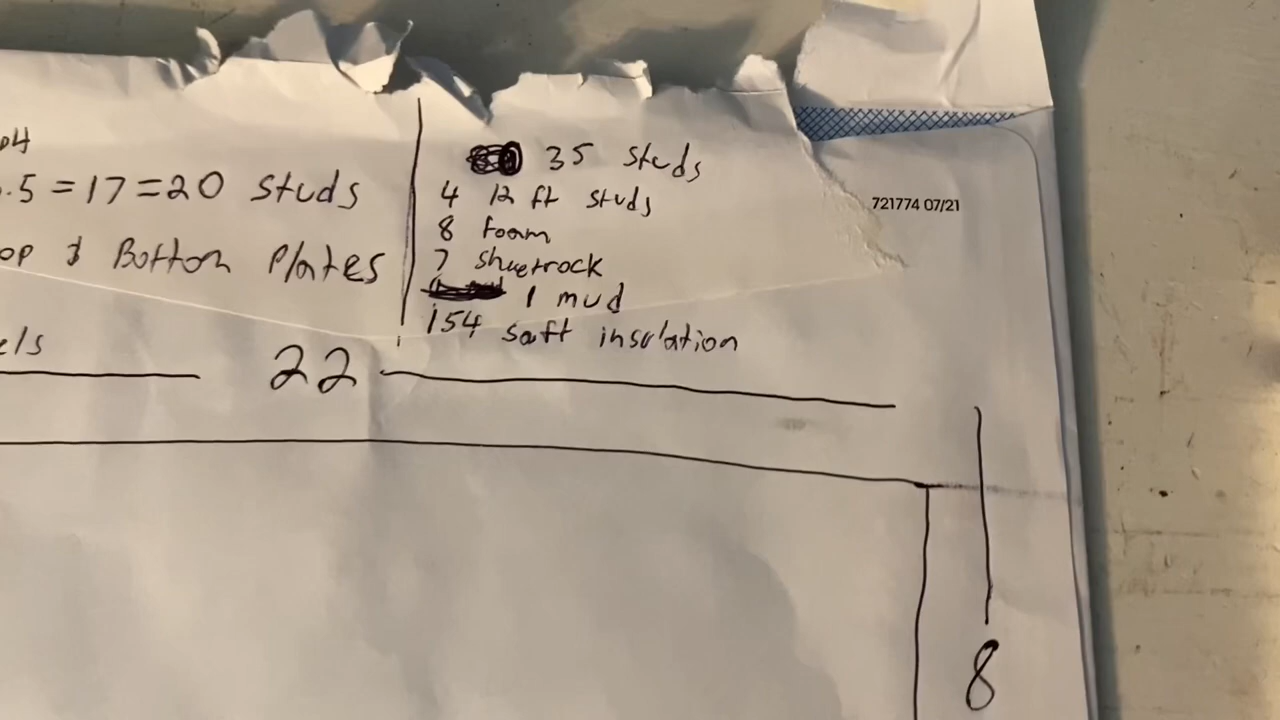 .5 = 17 = 20 studs
op & Bottom Plates
els
35 studs
4 12 ft studs
8 foam
7 sheetrock
1 mud
154 sqft insulation
22
721774 07/21
8